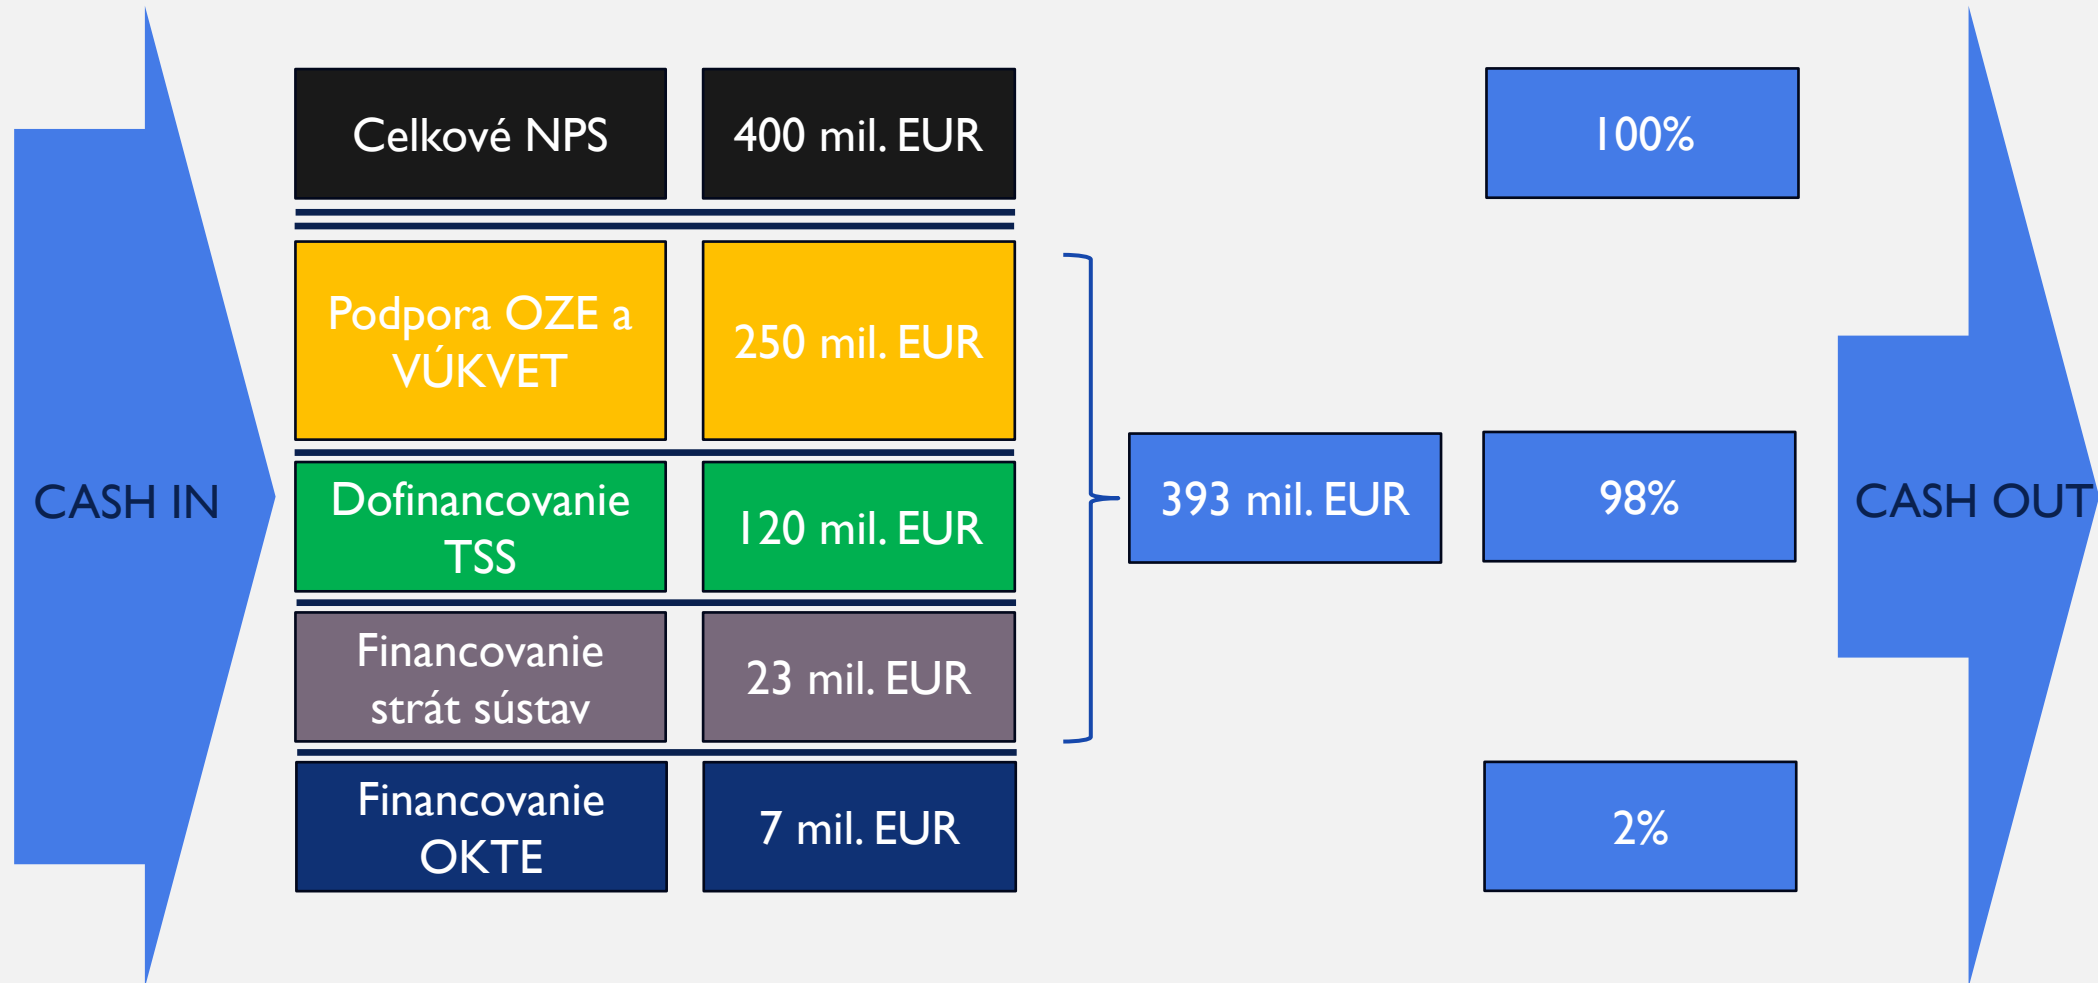 CASH IN
Celkové NPS
400 mil. EUR
100%
Podpora OZE a
VÚKVET
250 mil. EUR
Dofinancovanie
TSS
120 mil. EUR
393 mil. EUR
98%
CASH OUT
Financovanie
strát sústav
23 mil. EUR
Financovanie
OKTE
7 mil. EUR
2%